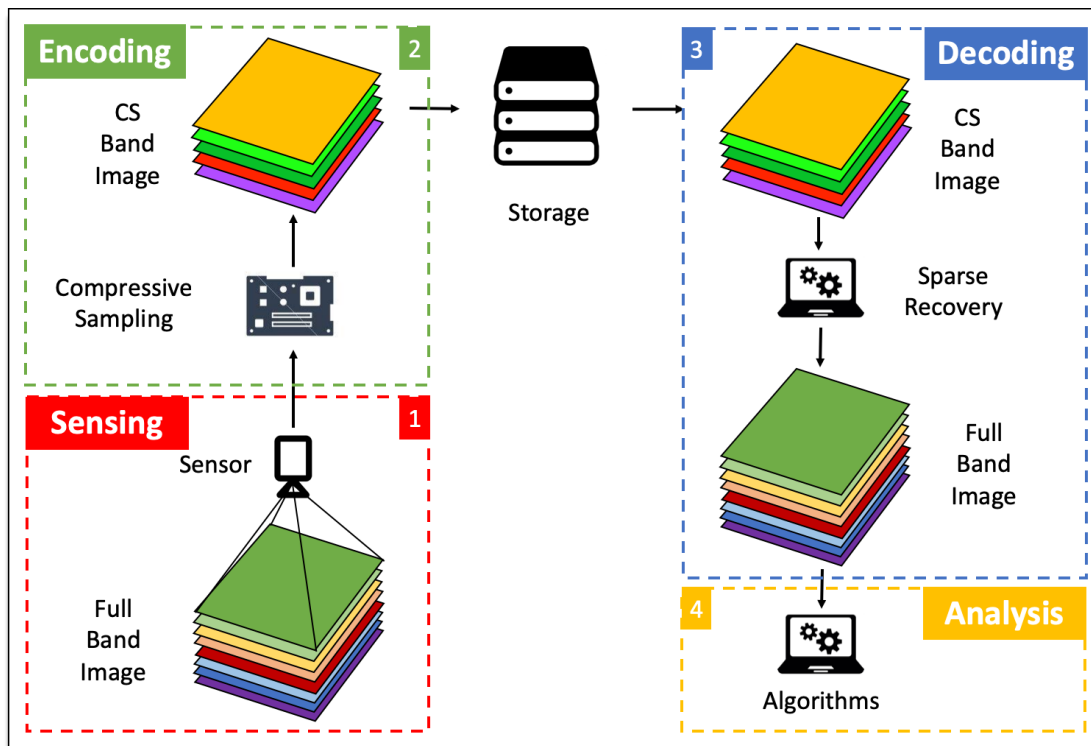 Encoding
2
CS
Band
Image
Compressive
Sampling
Sensing
1
Sensor
Full
Band
Image
Storage
3
Decoding
CS
Band
Image
Sparse
Recovery
Full
Band
Image
4
Analysis
Algorithms